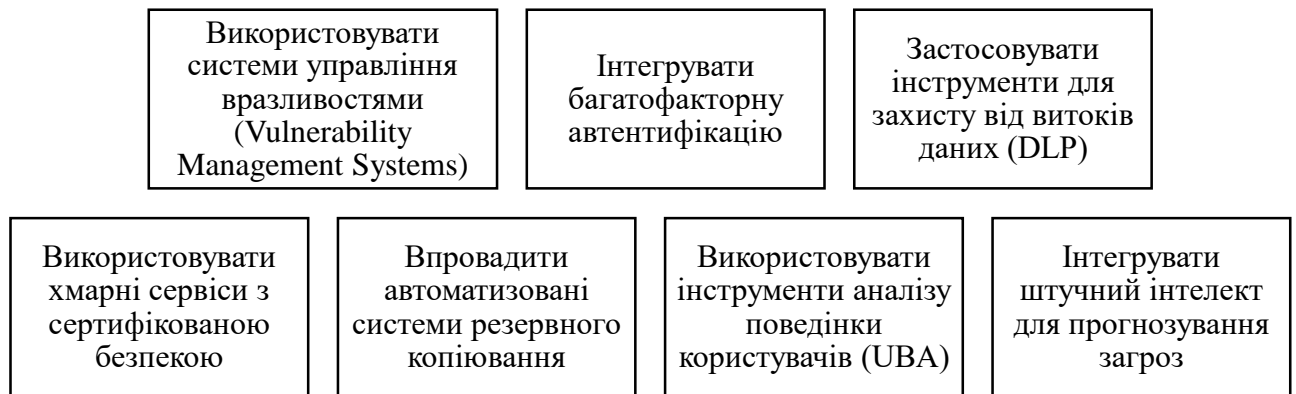 Використовувати
системи управління
вразливостями
(Vulnerability
Management Systems)
Інтегрувати
багатофакторну
автентифікацію
Застосовувати
інструменти для
захисту від витоків
даних (DLP)
Використовувати
хмарні сервіси з
сертифікованою
безпекою
Впровадити
автоматизовані
системи резервного
копіювання
Використовувати
інструменти аналізу
поведінки
користувачів (UBA)
Інтегрувати
штучний інтелект
для прогнозування
загроз